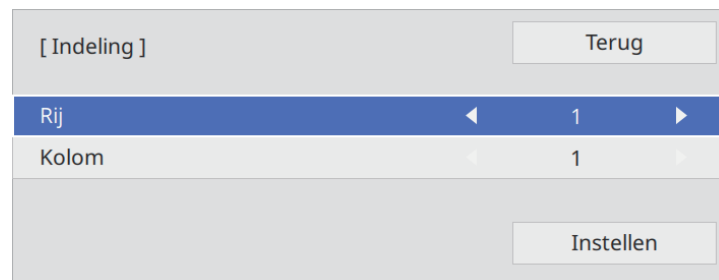 [ Indeling ]
Terug
Rij 1
Kolom 1
Instellen